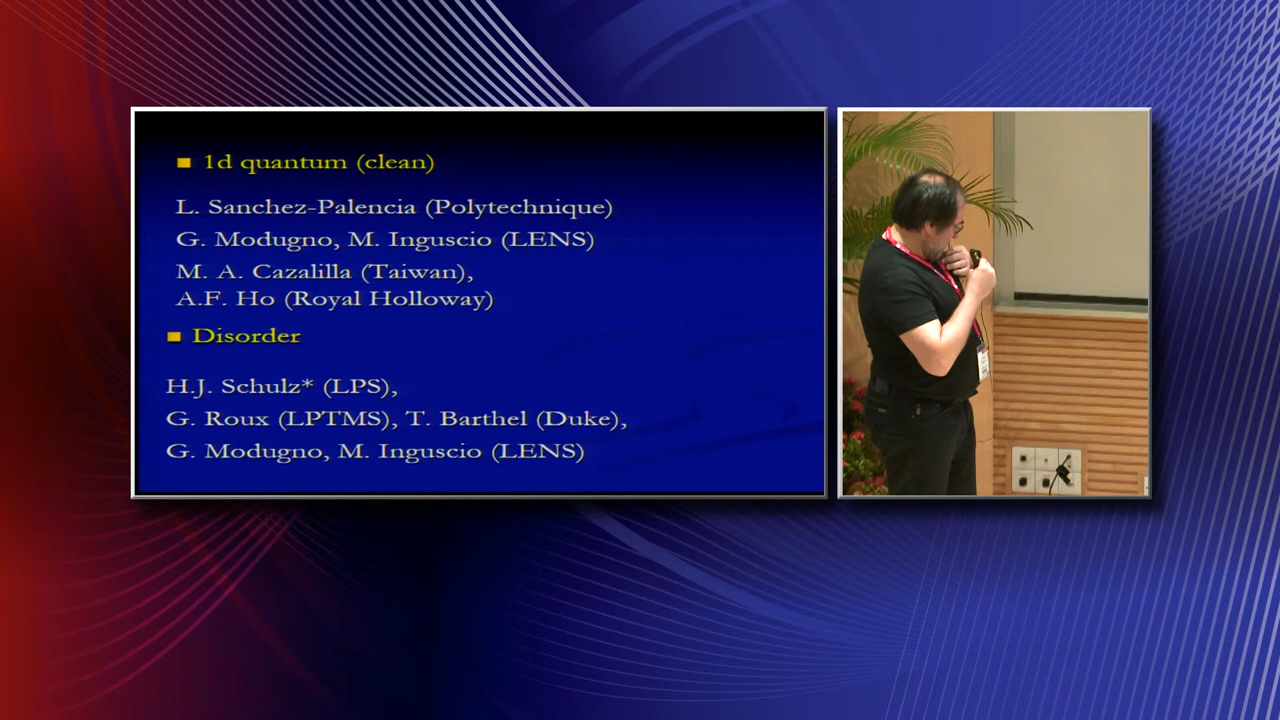 1d quantum (clean)
L. Sanchez-Palencia (Polytechnique)
G. Modugno, M. Inguscio (LENS)
M. A. Cazalilla (Taiwan),
A.F. Ho (Royal Holloway)
Disorder
H.J. Schulz* (LPS),
G. Roux (LPTMS), T. Barthel (Duke),
G. Modugno, M. Inguscio (LENS)